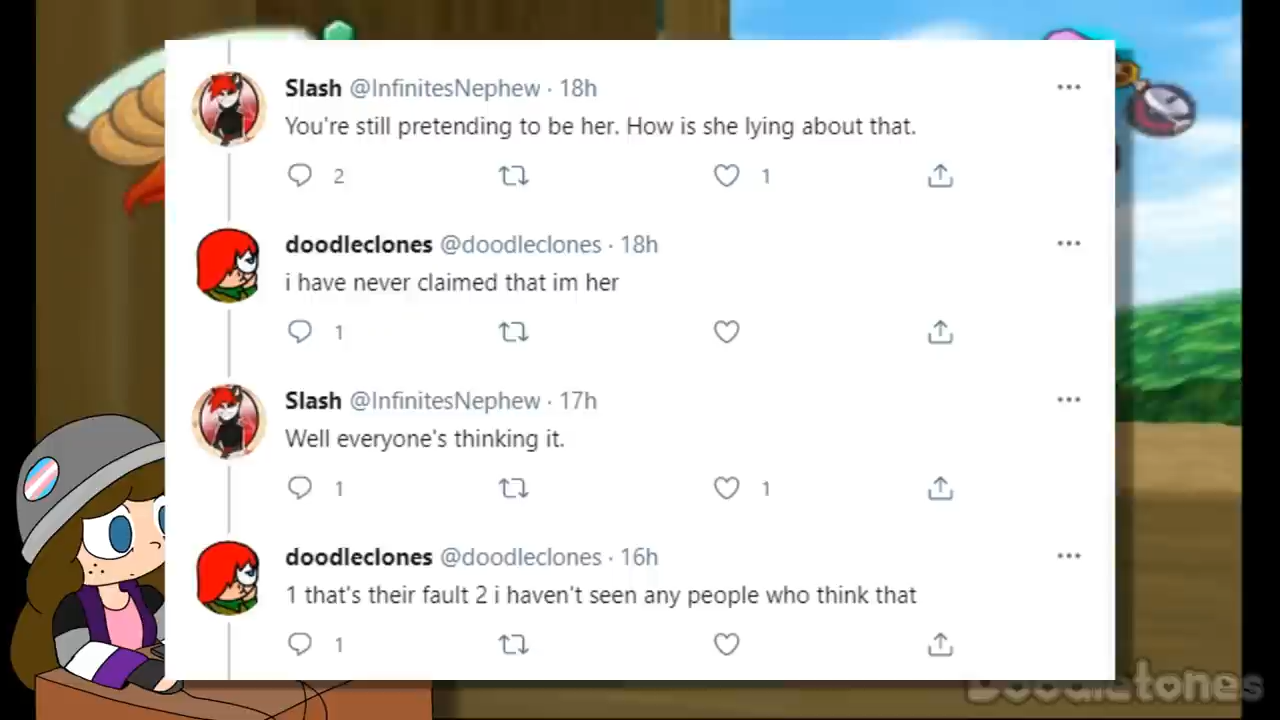 Slash @InfinitesNephew · 18h
You're still pretending to be her. How is she lying about that.
2 1
doodleclones @doodleclones · 18h
i have never claimed that im her
1
Slash @InfinitesNephew · 17h
Well everyone's thinking it.
1 1
doodleclones @doodleclones · 16h
1 that's their fault 2 i haven't seen any people who think that
1
Doodletones